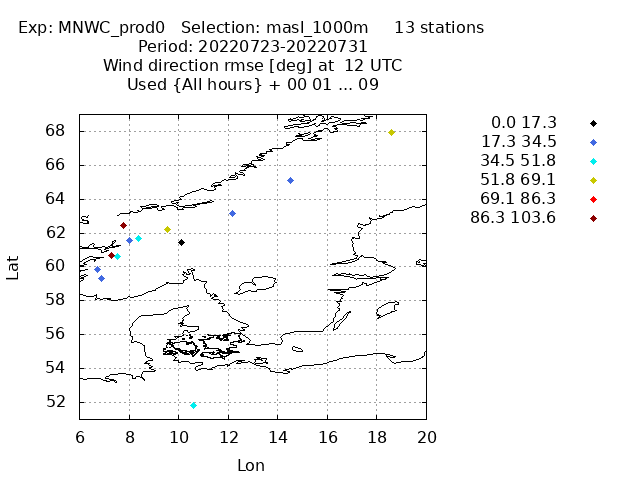 Exp: MNWC_prod0   Selection: masl_1000m     13 stations
Period: 20220723-20220731
Wind direction rmse [deg] at  12 UTC
Used {All hours} + 00 01 ... 09
0.0 17.3
17.3 34.5
34.5 51.8
51.8 69.1
69.1 86.3
86.3 103.6
68
66
64
62
60
58
56
54
52
Lat
6 8 10 12 14 16 18 20
Lon